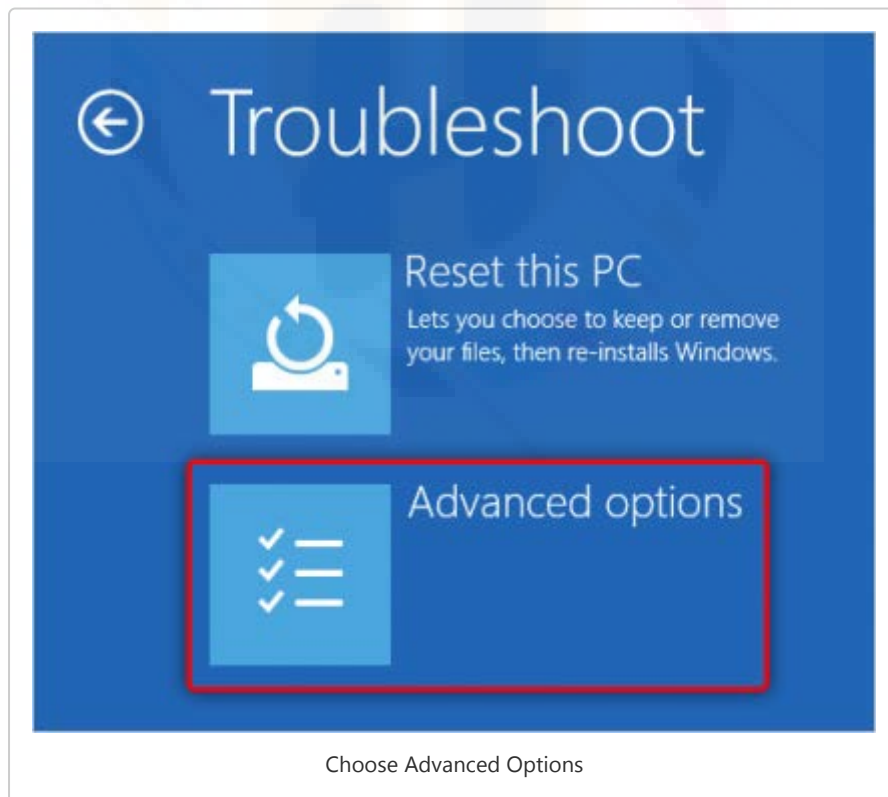 Troubleshoot
Reset this PC
Lets you choose to keep or remove
your files, then re-installs Windows.
Advanced options
Choose Advanced Options